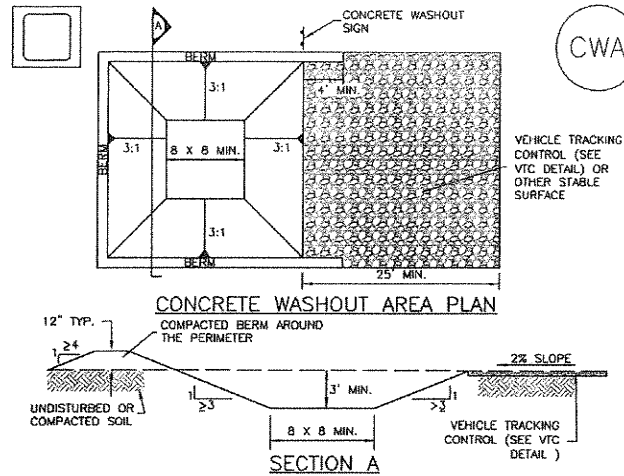 A
CONCRETE WASHOUT
SIGN
CWA
BERM
3:1
4' MIN.
BERM
3:1
8 X 8 MIN.
3:1
VEHICLE TRACKING
CONTROL (SEE
VTC DETAIL) OR
OTHER STABLE
SURFACE
3:1
BERM
25' MIN.
CONCRETE WASHOUT AREA PLAN
12" TYP.
COMPACTED BERM AROUND
THE PERIMETER
1
≥4
2% SLOPE
UNDISTURBED OR
COMPACTED SOIL
1
≥3
3' MIN.
≥3
1
8 X 8 MIN.
VEHICLE TRACKING
CONTROL (SEE VTC
DETAIL )
SECTION A